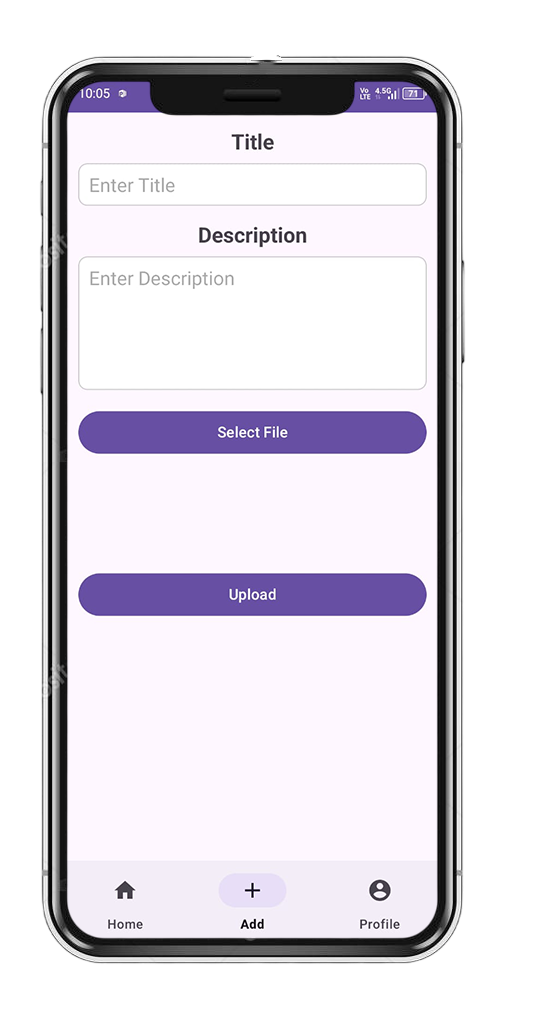 10:05
Vo
LTE 4.5G 71
Title
Enter Title
Description
Enter Description
Select File
Upload
Home Add Profile